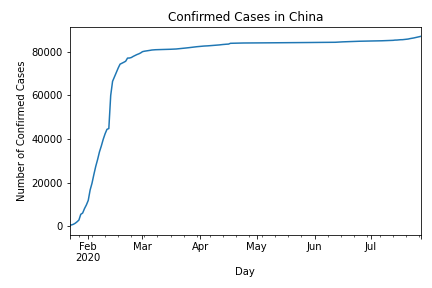 Confirmed Cases in China
Number of Confirmed Cases
80000
60000
40000
20000
0
Feb Mar Apr May Jun Jul
2020
Day